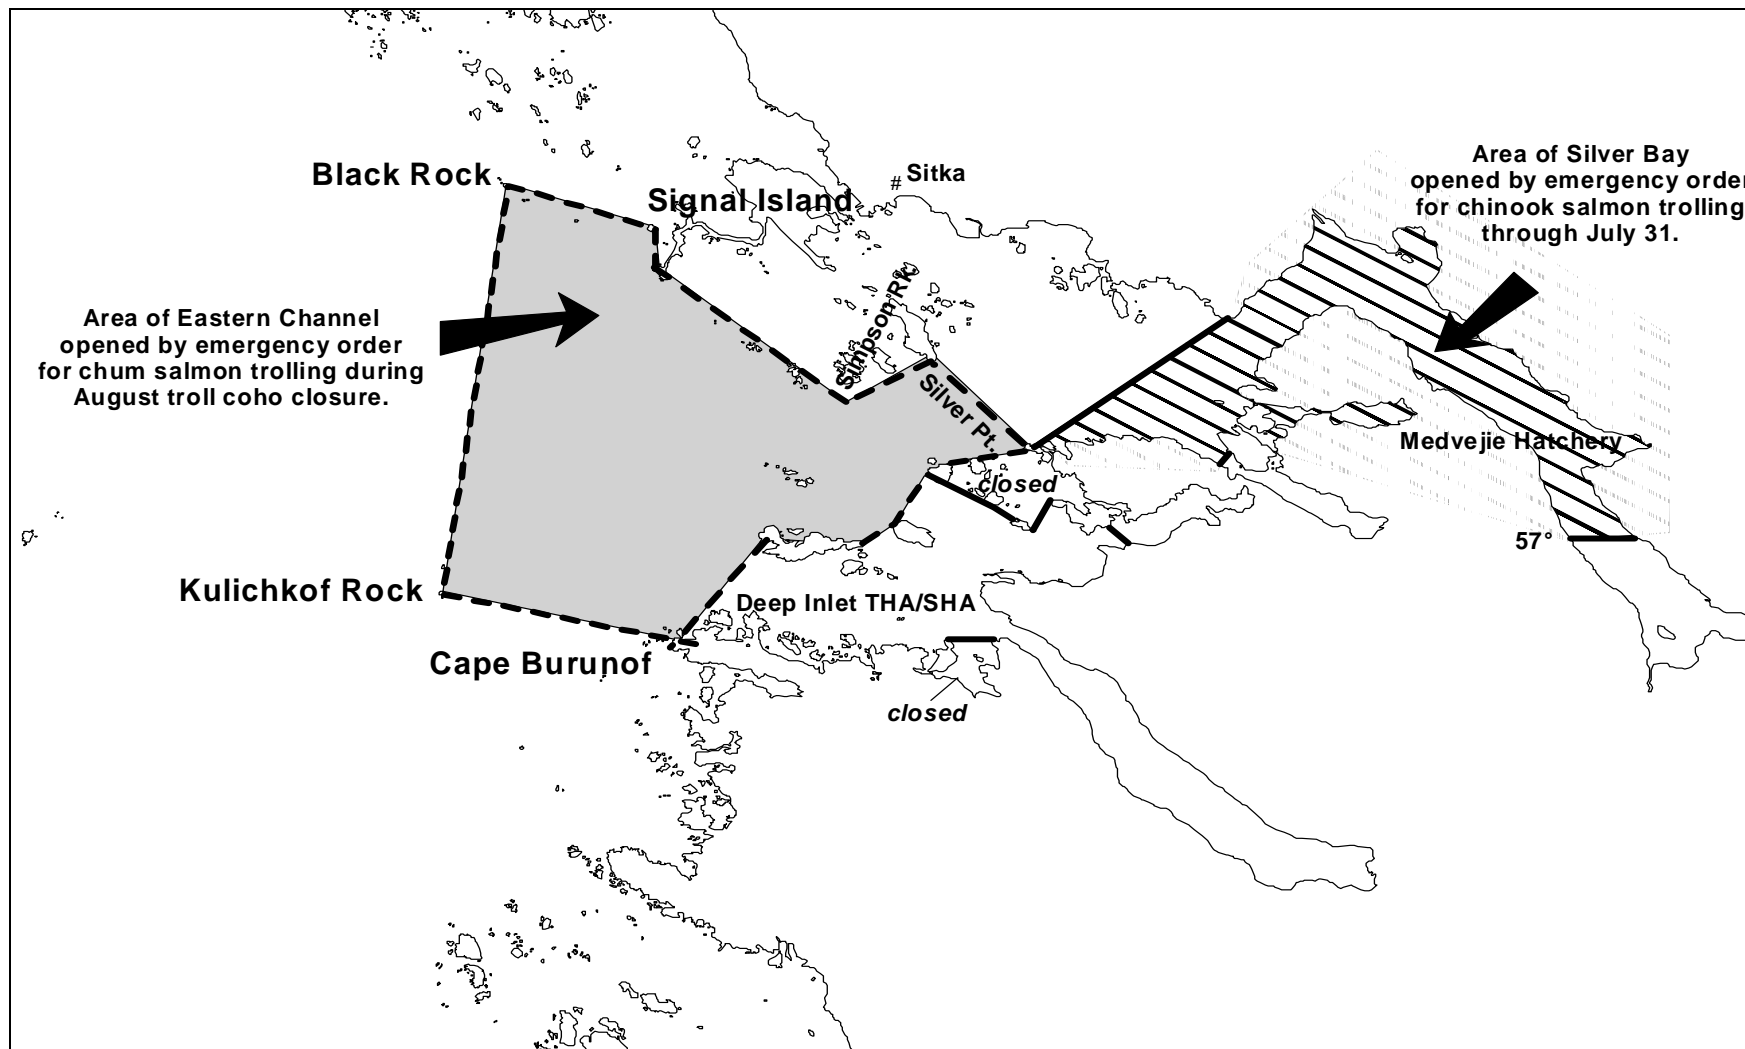 Area of Silver Bay
opened by emergency order
for chinook salmon trolling
through July 31.
Black Rock
# Sitka
Signal Island
Simpson RK
Area of Eastern Channel
opened by emergency order
for chum salmon trolling during
August troll coho closure.
Silver Pt.
Medvejie Hatchery
closed
57°
Kulichkof Rock
Deep Inlet THA/SHA
Cape Burunof
closed